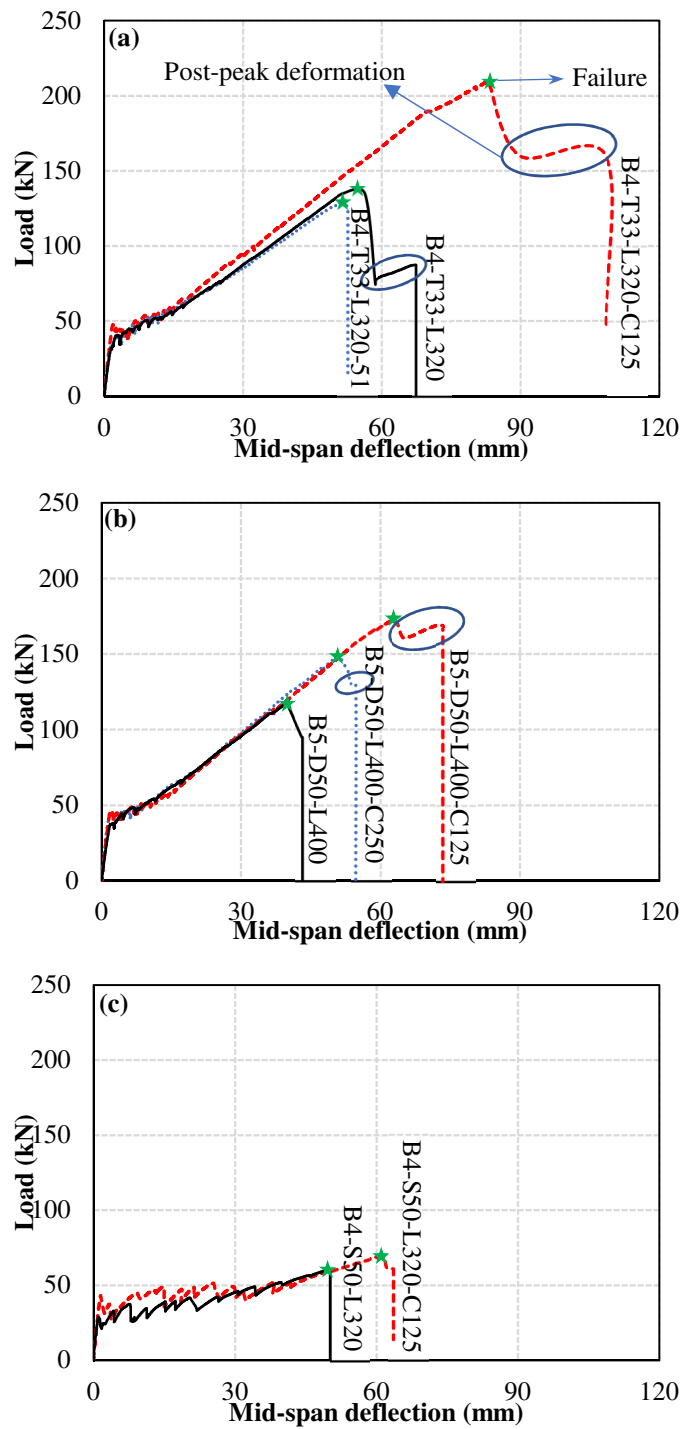 (a)
Post-peak deformation
Failure
250
200
150
100
50
0
Load (kN)
B4-T33-L320-51
B4-T33-L320
B4-T33-L320-C125
0
30
60
90
120
Mid-span deflection (mm)
(b)
250
200
150
100
50
0
Load (kN)
B5-D50-L400
B5-D50-L400-C250
B5-D50-L400-C125
0
30
60
90
120
Mid-span deflection (mm)
(c)
250
200
150
100
50
0
Load (kN)
B4-S50-L320
B4-S50-L320-C125
0
30
60
90
120
Mid-span deflection (mm)